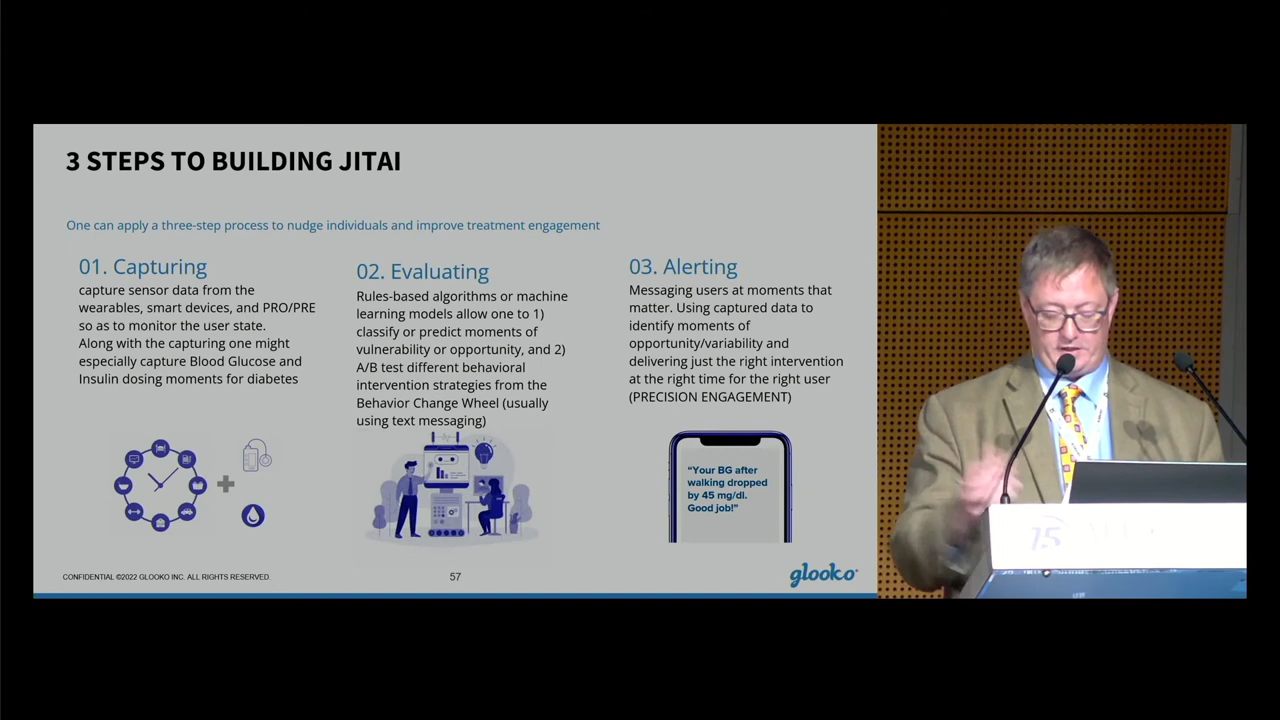 3 STEPS TO BUILDING JITAI
One can apply a three-step process to nudge individuals and improve treatment engagement
01. Capturing
capture sensor data from the
wearables, smart devices, and PRO/PRE
so as to monitor the user state.
Along with the capturing one might
especially capture Blood Glucose and
Insulin dosing moments for diabetes
02. Evaluating
Rules-based algorithms or machine
learning models allow one to 1)
classify or predict moments of
vulnerability or opportunity, and 2)
A/B test different behavioral
intervention strategies from the
Behavior Change Wheel (usually
using text messaging)
03. Alerting
Messaging users at moments that
matter. Using captured data to
identify moments of
opportunity/variability and
delivering just the right intervention
at the right time for the right user
(PRECISION ENGAGEMENT)
“Your BG after
walking dropped
by 45 mg/dl.
Good job!”
CONFIDENTIAL ©2022 GLOOKO INC. ALL RIGHTS RESERVED.
57
glooko
15